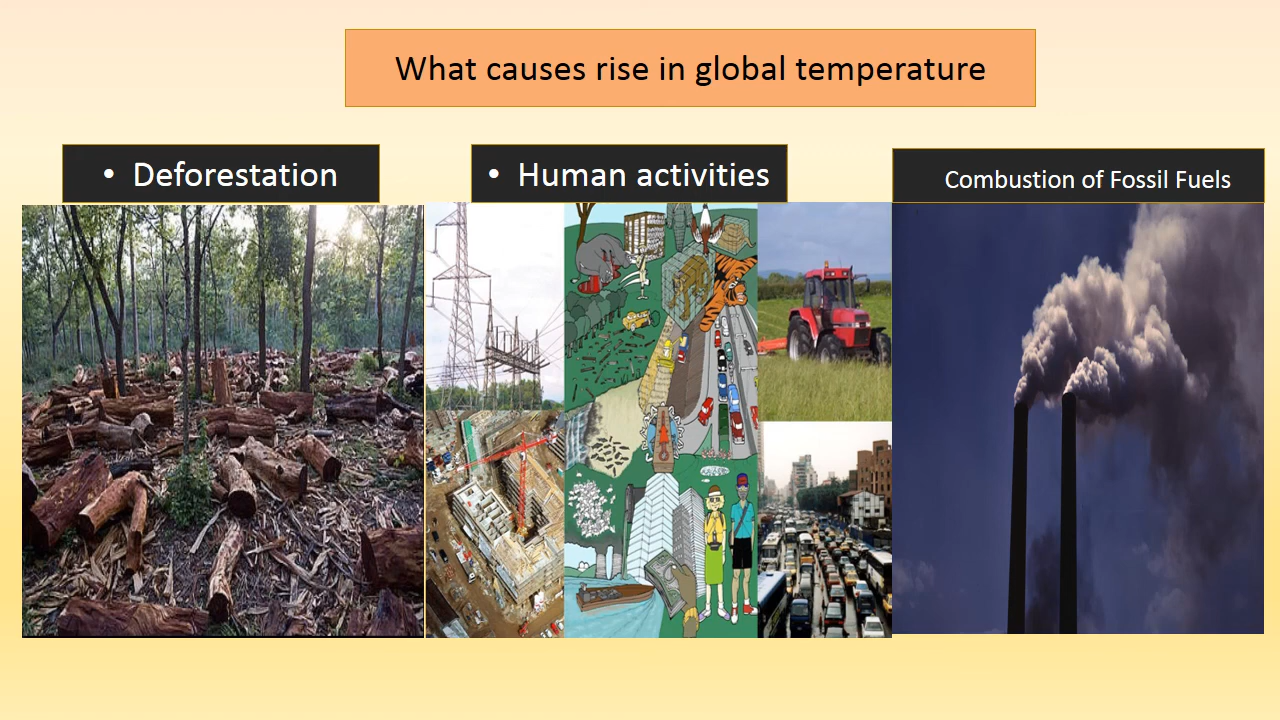 What causes rise in global temperature
• Deforestation
• Human activities
Combustion of Fossil Fuels